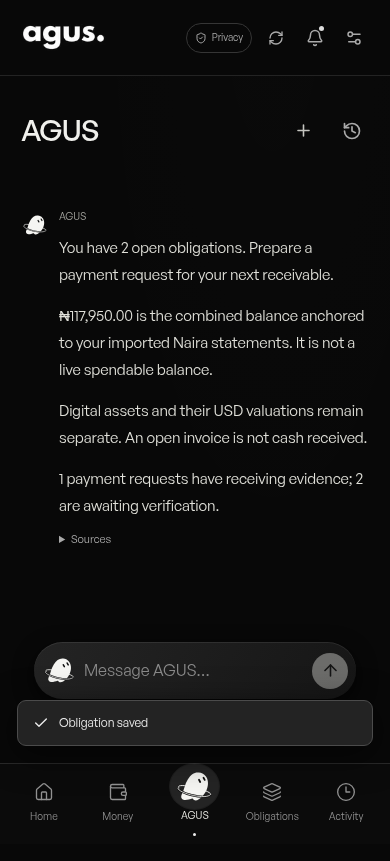 agus.
Privacy
AGUS
AGUS
You have 2 open obligations. Prepare a
payment request for your next receivable.
₦117,950.00 is the combined balance anchored
to your imported Naira statements. It is not a
live spendable balance.
Digital assets and their USD valuations remain
separate. An open invoice is not cash received.
1 payment requests have receiving evidence; 2
are awaiting verification.
Sources
Message AGUS...
Obligation saved
Home
Money
AGUS
Obligations
Activity